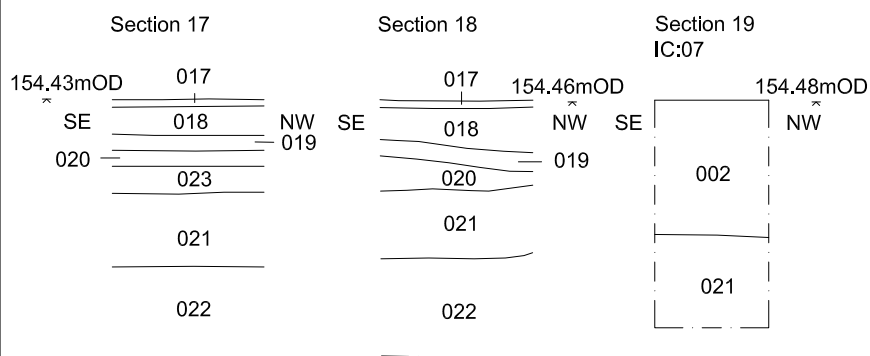 Section 17
154.43mOD
017
SE
018
NW
019
020
023
021
022
Section 18
017
154.46mOD
SE
018
NW
019
020
021
022
Section 19
IC:07
154.48mOD
SE
NW
002
021